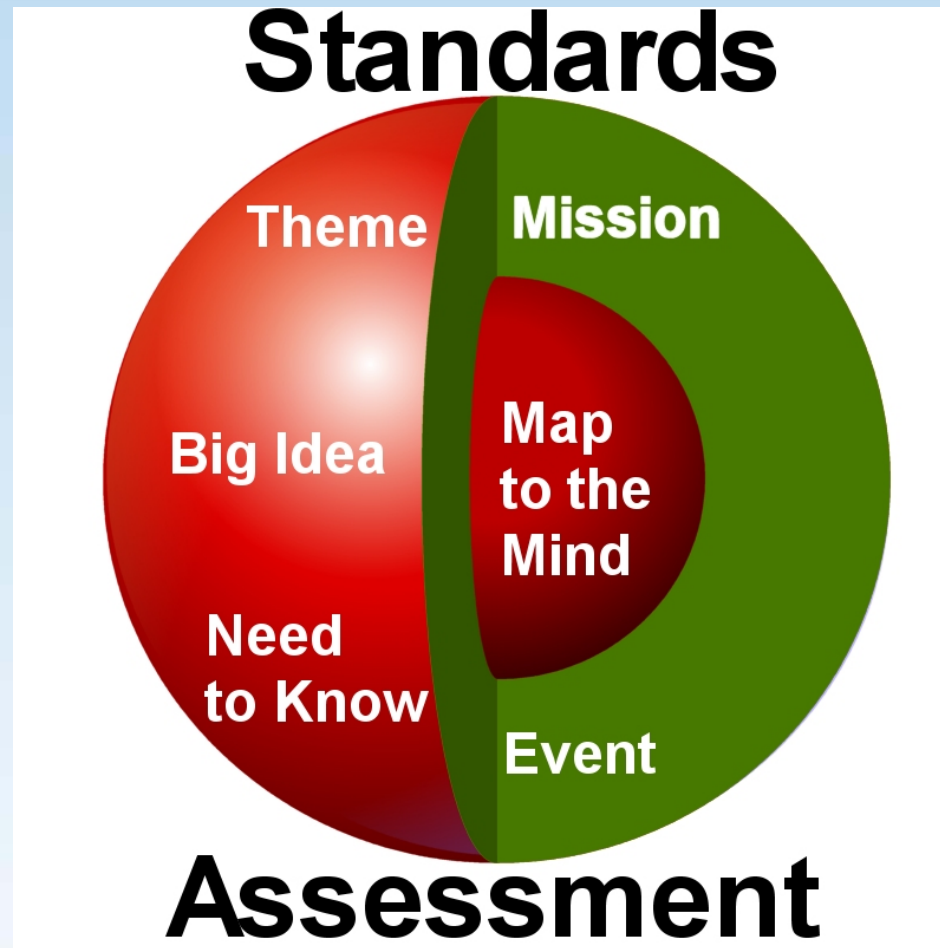 Standards
Theme
Mission
Big Idea
Map
to the
Mind
Need
to Know
Event
Assessment